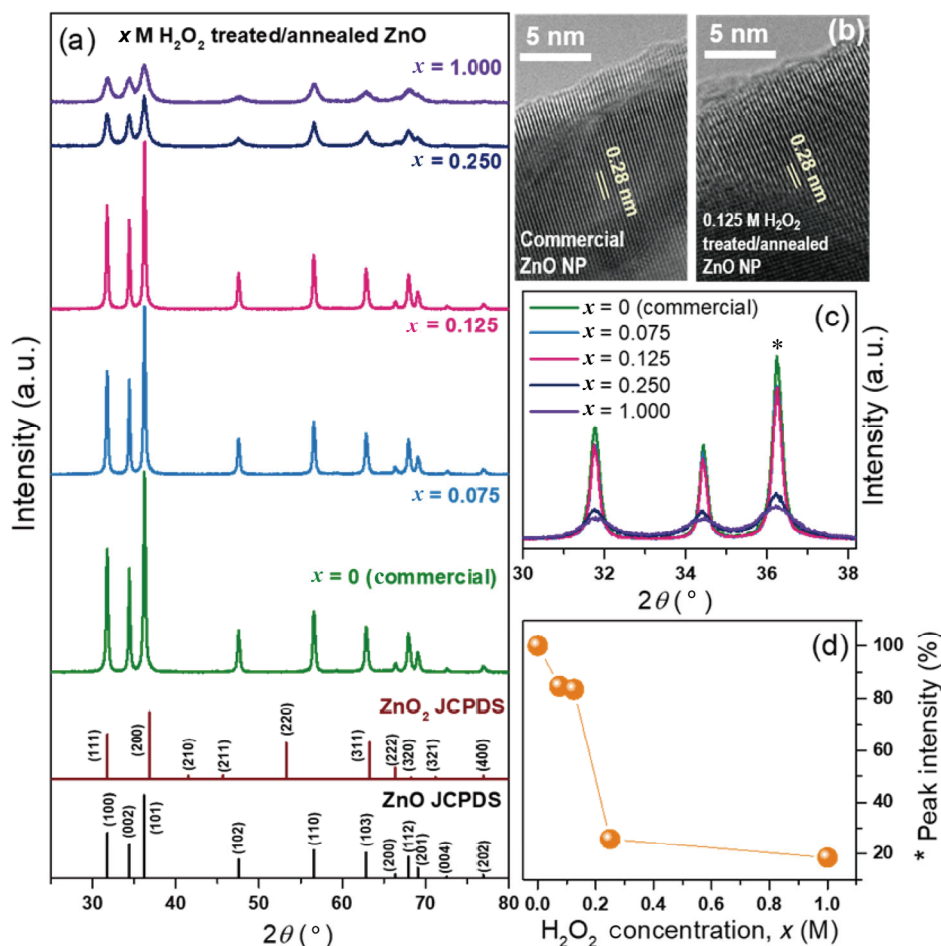 (a)
x M H₂O₂ treated/annealed ZnO
x = 1.000
x = 0.250
x = 0.125
x = 0.075
x = 0 (commercial)
ZnO₂ JCPDS
(111)
(200)
(210)
(211)
(220)
(311)
(222)
(320)
(321)
(400)
ZnO JCPDS
(100)
(002)
(101)
(102)
(110)
(103)
(200)
(112)
(201)
(004)
(202)
30 40 50 60 70 80
2θ (°)
Intensity (a. u.)
(b)
5 nm
0.28 nm
Commercial
ZnO NP
5 nm
0.28 nm
0.125 M H₂O₂
treated/annealed
ZnO NP
(c)
x = 0 (commercial)
x = 0.075
x = 0.125
x = 0.250
x = 1.000
*
Intensity (a.u.)
30 32 34 36 38
2θ (°)
(d)
100
80
60
40
20
* Peak intensity (%)
0.0 0.2 0.4 0.6 0.8 1.0
H₂O₂ concentration, x (M)